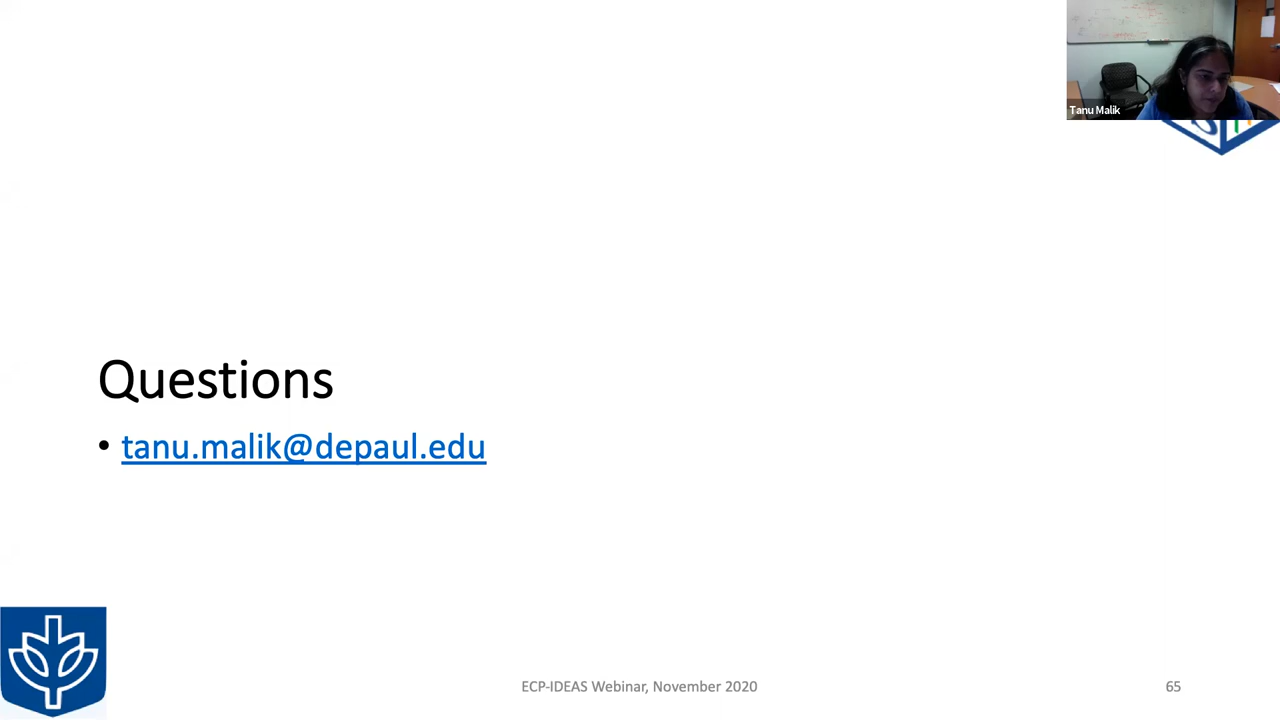 Tanu Malik
Questions
• tanu.malik@depaul.edu
ECP-IDEAS Webinar, November 2020
65